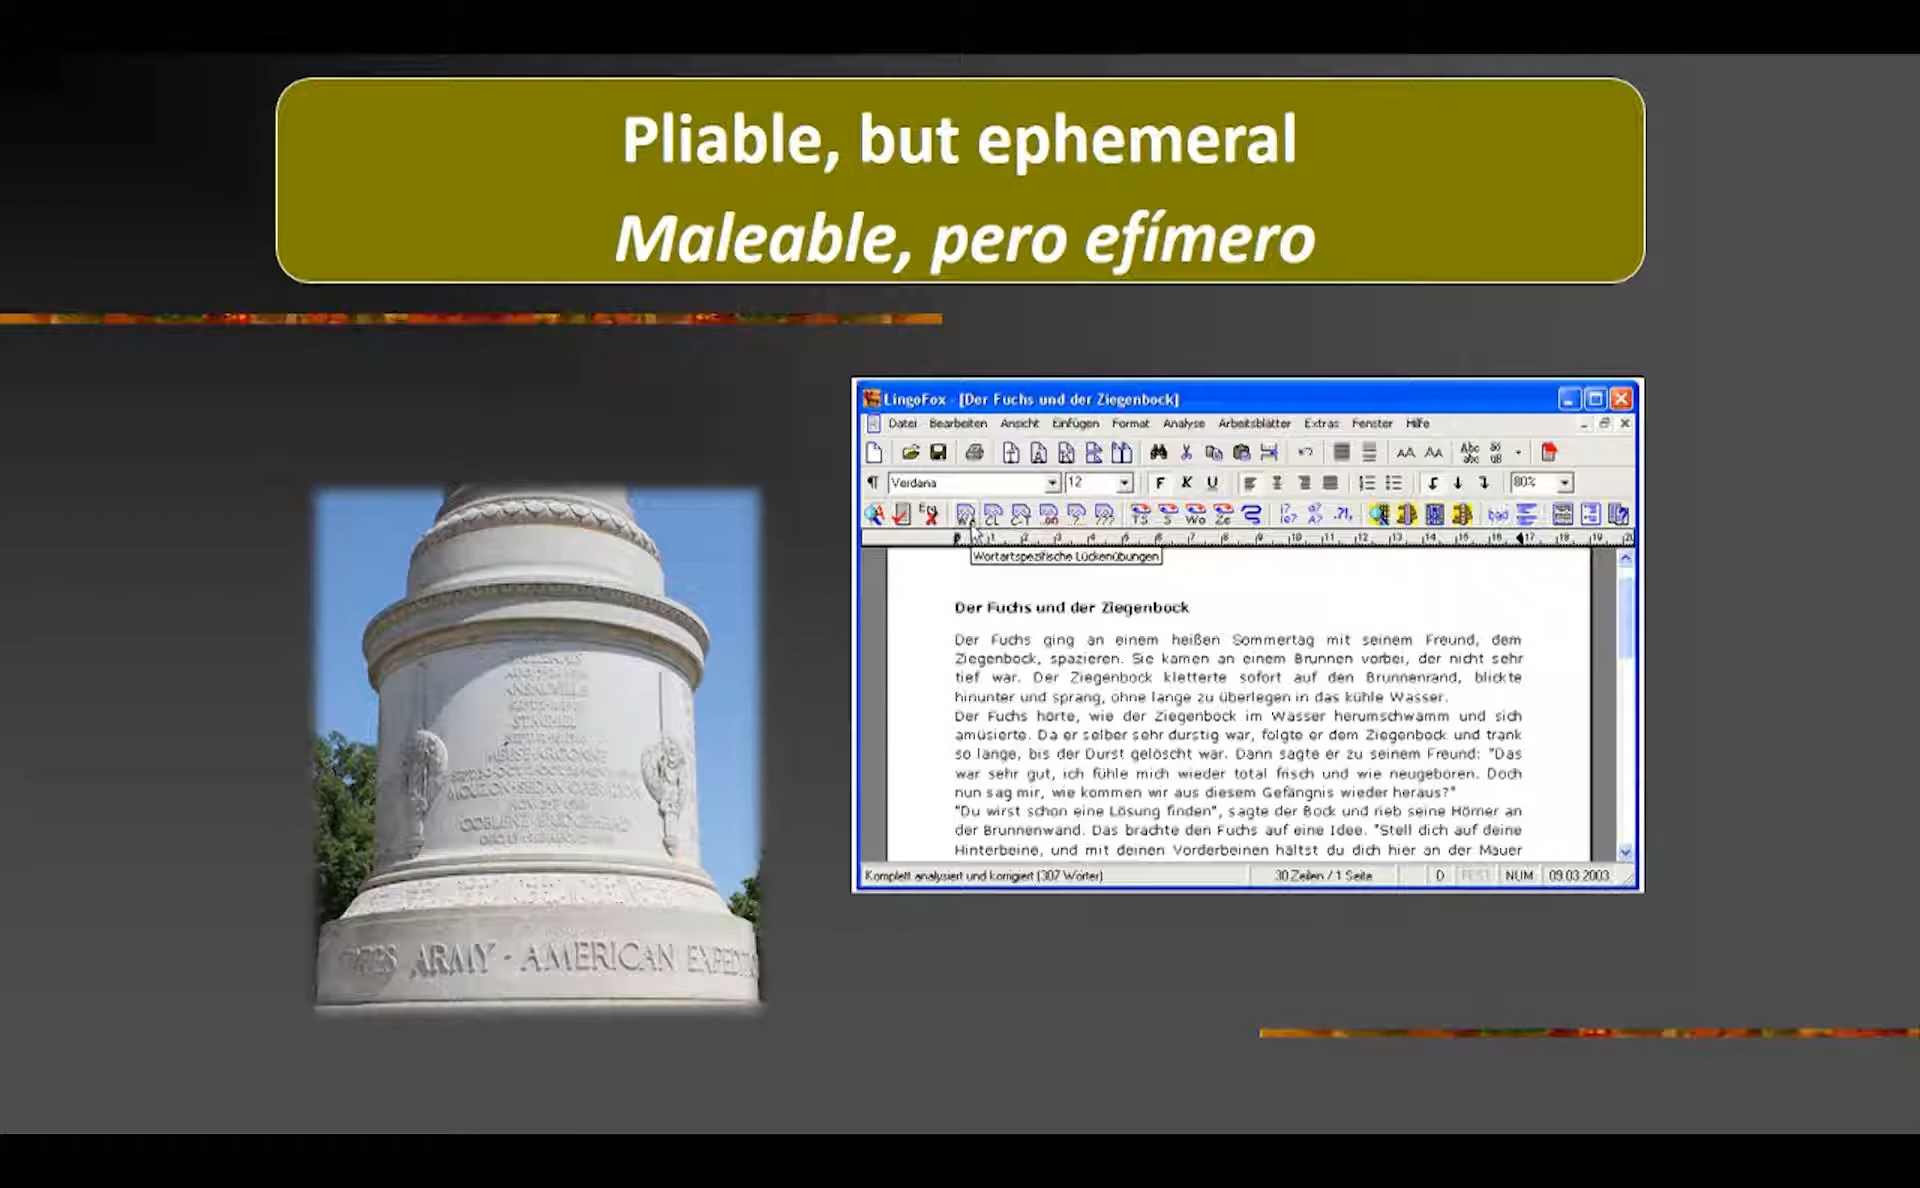 Pliable, but ephemeral
Maleable, pero efímero
MEUSE-ARGONNE
COBLENZ BRIDGEHEAD
ARMY - AMERICAN
LingoFox - [Der Fuchs und der Ziegenbock]
Datei Bearbeiten Ansicht Einfügen Format Analyse Arbeitsblätter Extras Fenster Hilfe
Verdana 12 F K U 80%
Wortartspezifische Lückenübungen
Der Fuchs und der Ziegenbock
Der Fuchs ging an einem heißen Sommertag mit seinem Freund, dem
Ziegenbock, spazieren. Sie kamen an einem Brunnen vorbei, der nicht sehr
tief war. Der Ziegenbock kletterte sofort auf den Brunnenrand, blickte
hinunter und sprang, ohne lange zu überlegen in das kühle Wasser.
Der Fuchs hörte, wie der Ziegenbock im Wasser herumschwamm und sich
amüsierte. Da er selber sehr durstig war, folgte er dem Ziegenbock und trank
so lange, bis der Durst gelöscht war. Dann sagte er zu seinem Freund: "Das
war sehr gut, ich fühle mich wieder total frisch und wie neugeboren. Doch
nun sag mir, wie kommen wir aus diesem Gefängnis wieder heraus?"
"Du wirst schon eine Lösung finden", sagte der Bock und rieb seine Hörner an
der Brunnenwand. Das brachte den Fuchs auf eine Idee. "Stell dich auf deine
Hinterbeine, und mit deinen Vorderbeinen hältst du dich hier an der Mauer
Komplett analysiert und korrigiert (307 Wörter) 30 Zeilen / 1 Seite D FEST NUM 09.03.2003